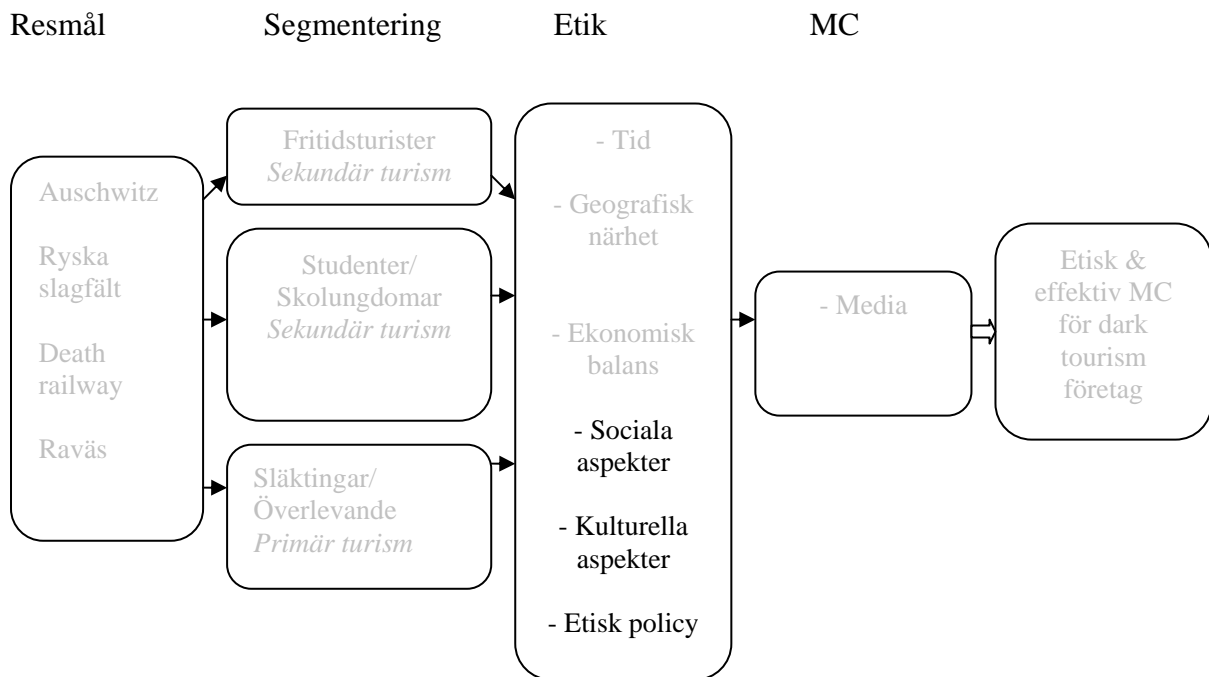 Resmål Segmentering Etik MC
Auschwitz
Ryska
slagfält
Death
railway
Raväs
Fritidsturister
Sekundär turism
Studenter/
Skolungdomar
Sekundär turism
Släktingar/
Överlevande
Primär turism
- Tid
- Geografisk
närhet
- Ekonomisk
balans
- Sociala
aspekter
- Kulturella
aspekter
- Etisk policy
- Media
Etisk &
effektiv MC
för dark
tourism
företag